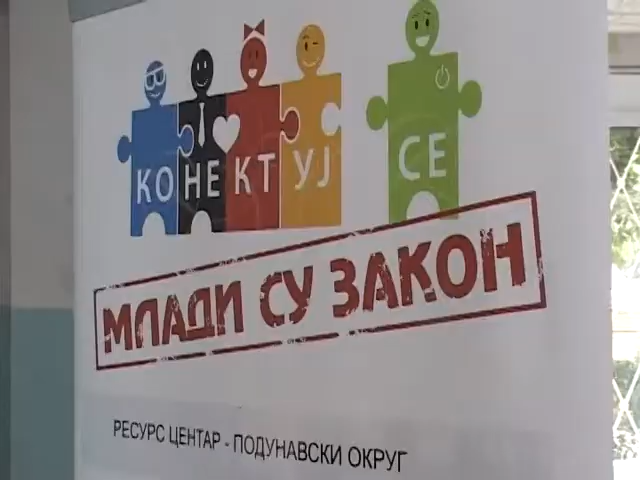 КОНЕКТУЈ СЕ
МЛАДИ СУ ЗАКОН
РЕСУРС ЦЕНТАР - ПОДУНАВСКИ ОКРУГ